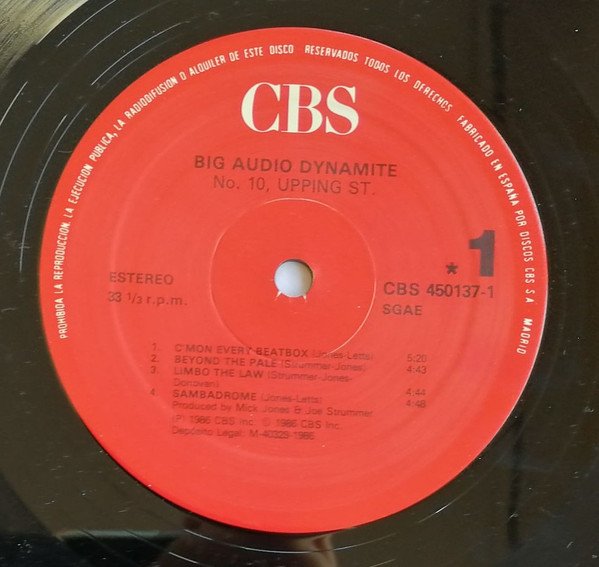 PROHIBIDA LA REPRODUCCION, LA EJECUCION PUBLICA, LA RADIODIFUSION O ALQUILER DE ESTE DISCO - RESERVADOS TODOS LOS DERECHOS. FABRICADO EN ESPAÑA POR DISCOS CBS S.A. MADRID
CBS
BIG AUDIO DYNAMITE
No. 10, UPPING ST.
ESTEREO
33 1/3 r.p.m.
* 1
CBS 450137-1
SGAE
1. C'MON EVERY BEATBOX (Jones-Letts) 5:20
2. BEYOND THE PALE (Strummer-Jones) 4:43
3 LIMBO THE LAW (Strummer-Jones-
Donovan) 4:44
4 SAMBADROME (Jones-Letts) 4:48
Produced by Mick Jones & Joe Strummer
(P) 1986 CBS Inc. © 1986 CBS Inc.
Depósito Legal: M-40329-1986